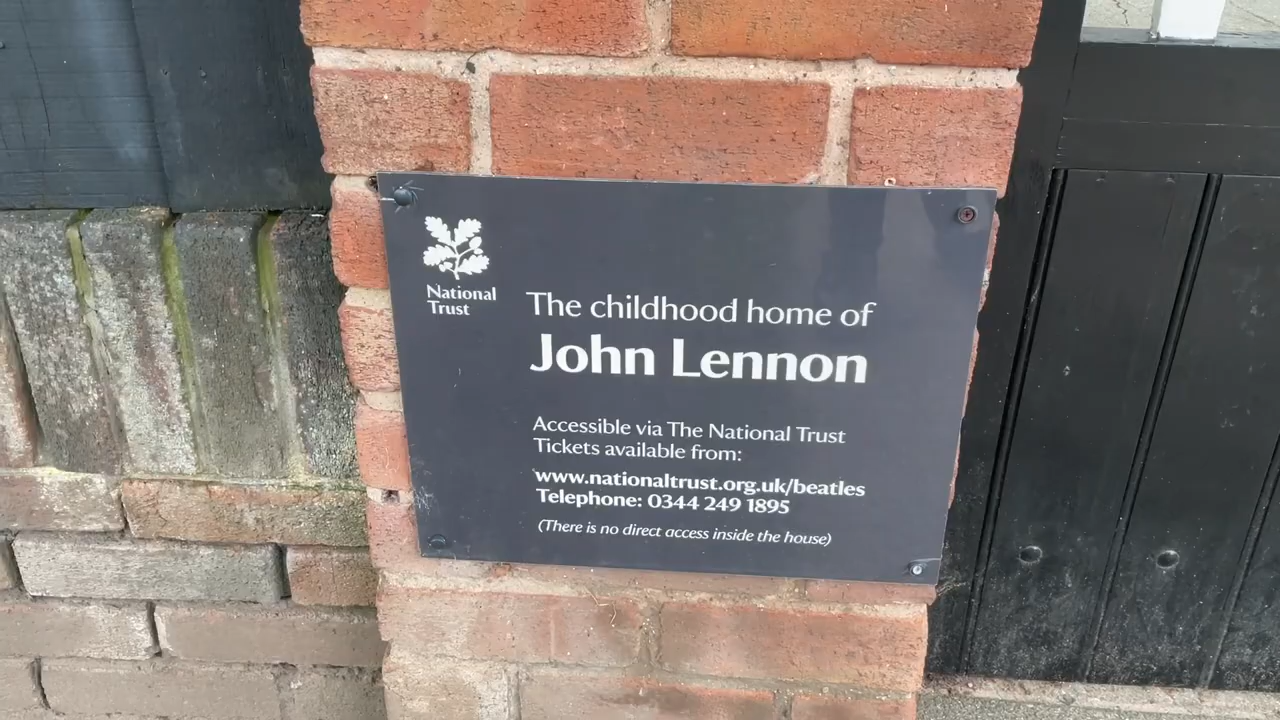 National
Trust
The childhood home of
John Lennon
Accessible via The National Trust
Tickets available from:
www.nationaltrust.org.uk/beatles
Telephone: 0344 249 1895
(There is no direct access inside the house)